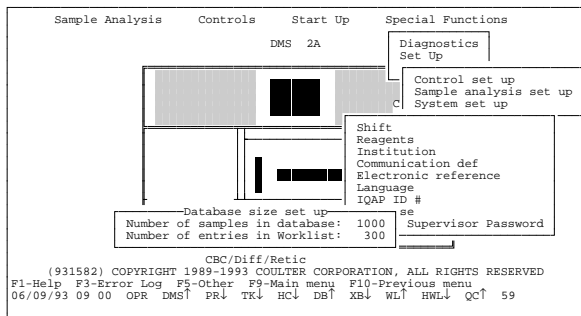 Sample Analysis Controls Start Up Special Functions
DMS 2A
Diagnostics
Set Up
Control set up
Sample analysis set up
System set up
C
Shift
Reagents
Institution
Communication def
Electronic reference
Language
IQAP ID #
se
Supervisor Password
Database size set up
Number of samples in database: 1000
Number of entries in Worklist: 300
CBC/Diff/Retic
(931582) COPYRIGHT 1989-1993 COULTER CORPORATION, ALL RIGHTS RESERVED
F1-Help F3-Error Log F5-Other F9-Main menu F10-Previous menu
06/09/93 09 00 OPR DMS↑ PR↓ TK↓ HC↓ DB↑ XB↓ WL↑ HWL↓ QC↑ 59